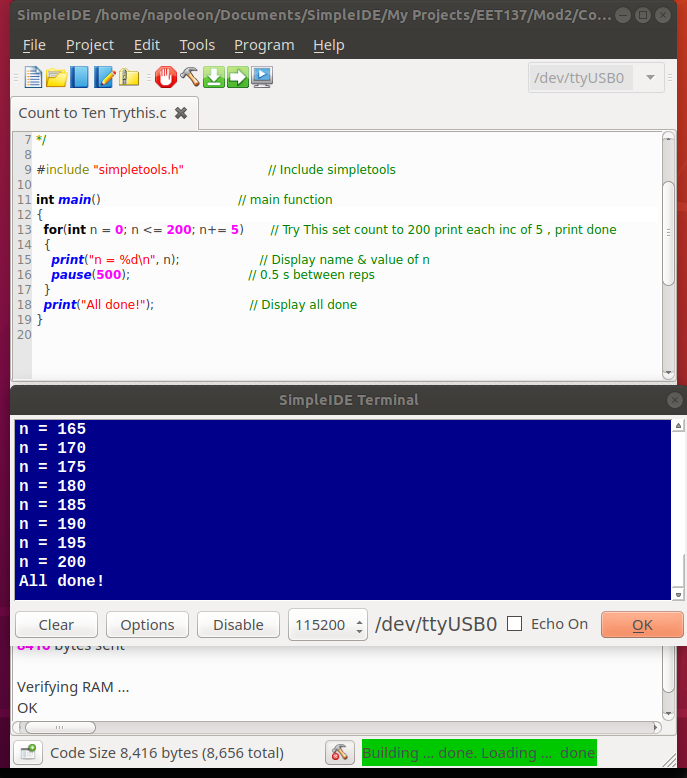 SimpleIDE /home/napoleon/Documents/SimpleIDE/My Projects/EET137/Mod2/Co...
File Project Edit Tools Program Help
/dev/ttyUSB0
Count to Ten Trythis.c
7 */
8
9 #include "simpletools.h" // Include simpletools
10
11 int main() // main function
12 {
13 for(int n = 0; n <= 200; n+= 5) // Try This set count to 200 print each inc of 5 , print done
14 {
15 print("n = %d\n", n); // Display name & value of n
16 pause(500); // 0.5 s between reps
17 }
18 print("All done!"); // Display all done
19 }
20
SimpleIDE Terminal
n = 165
n = 170
n = 175
n = 180
n = 185
n = 190
n = 195
n = 200
All done!
Clear Options Disable 115200 /dev/ttyUSB0 Echo On OK
8416 bytes sent
Verifying RAM ...
OK
Code Size 8,416 bytes (8,656 total) Building ... done. Loading ... done